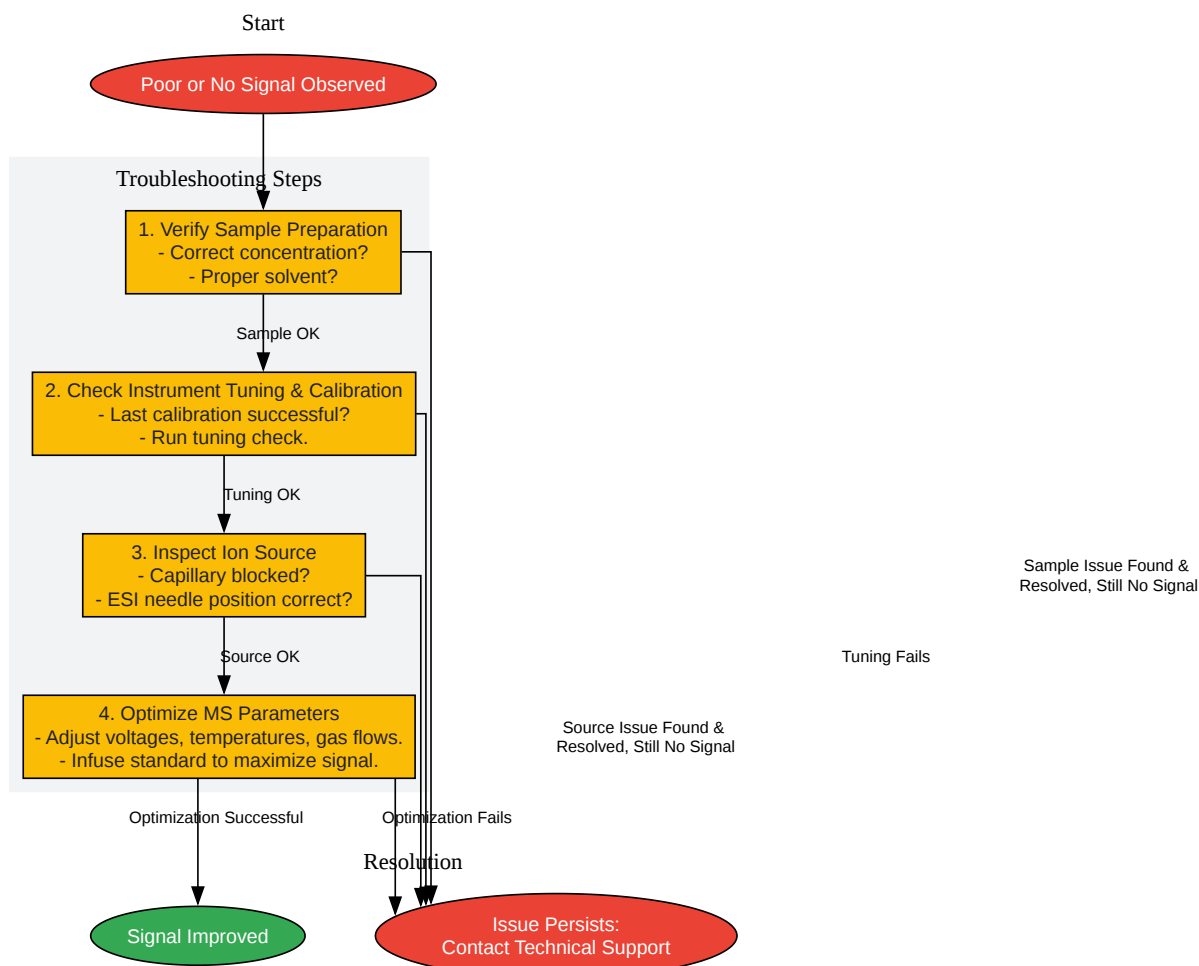 Start
Poor or No Signal Observed
Troubleshooting Steps
1. Verify Sample Preparation
- Correct concentration?
- Proper solvent?
Sample OK
2. Check Instrument Tuning & Calibration
- Last calibration successful?
- Run tuning check.
Tuning OK
3. Inspect Ion Source
- Capillary blocked?
- ESI needle position correct?
Sample Issue Found &
Resolved, Still No Signal
Source OK
Tuning Fails
4. Optimize MS Parameters
- Adjust voltages, temperatures, gas flows.
- Infuse standard to maximize signal.
Source Issue Found &
Resolved, Still No Signal
Optimization Successful
Optimization Fails
Resolution
Signal Improved
Issue Persists:
Contact Technical Support